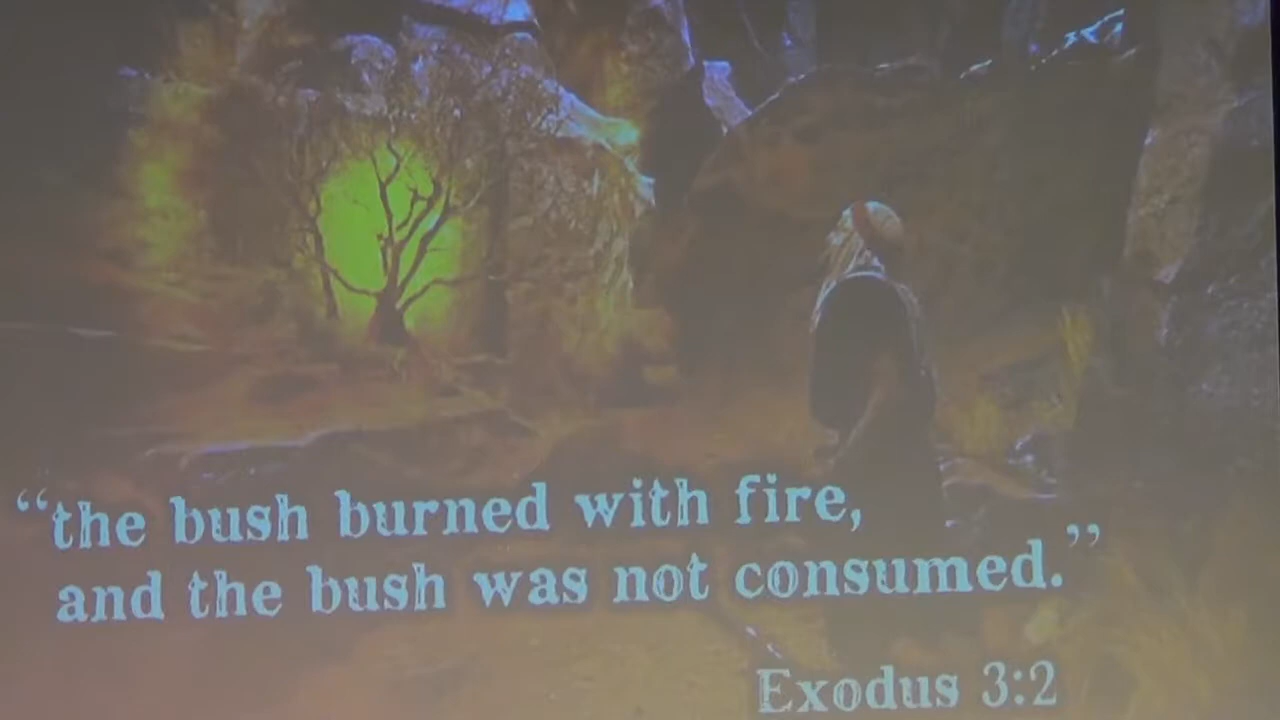 “the bush burned with fire,
and the bush was not consumed.”
Exodus 3:2